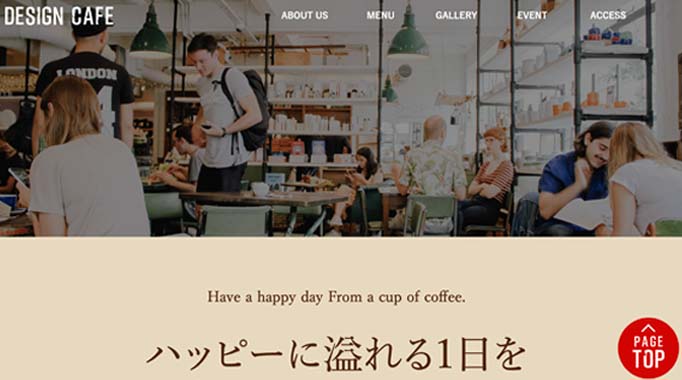 DESIGN CAFE
ABOUT US
MENU
GALLERY
EVENT
ACCESS
LONDON
4
Have a happy day From a cup of coffee.
ハッピーに溢れる1日を
PAGE
TOP